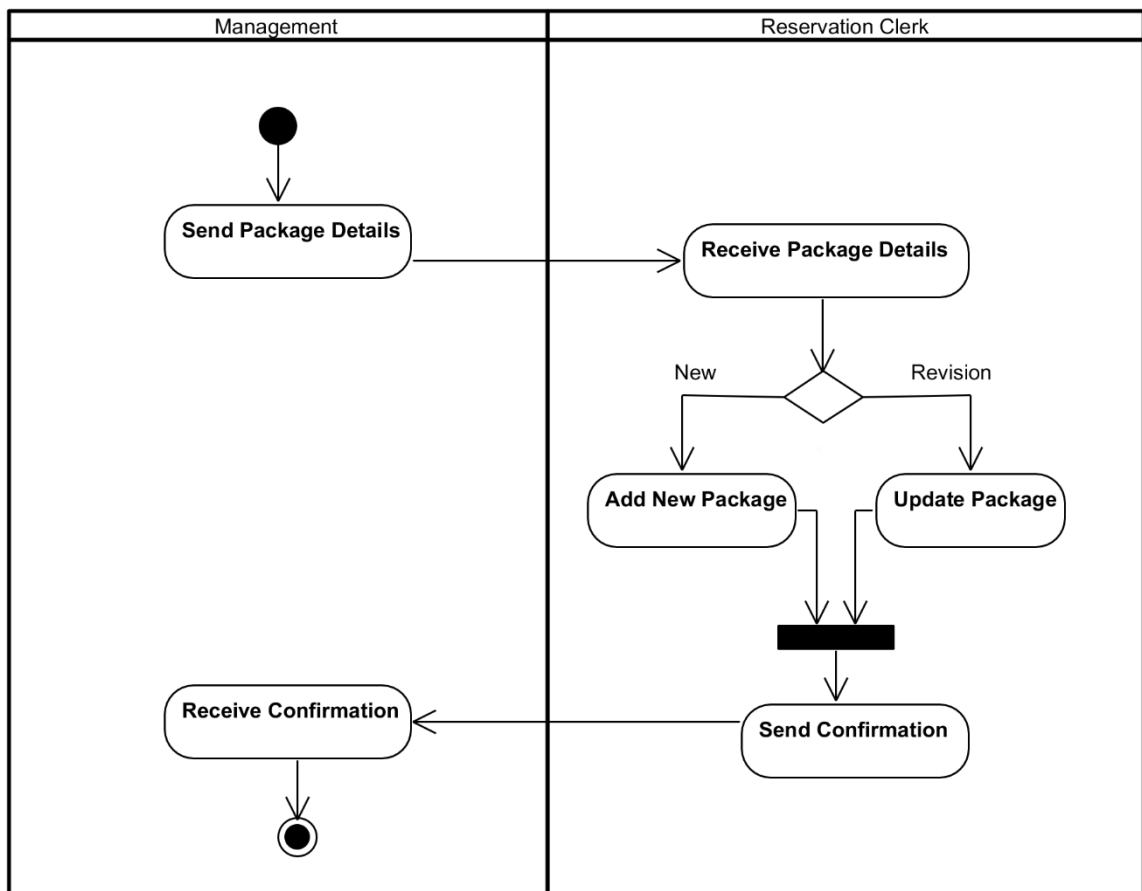 Management
Reservation Clerk
Send Package Details
Receive Package Details
New
Revision
Add New Package
Update Package
Receive Confirmation
Send Confirmation